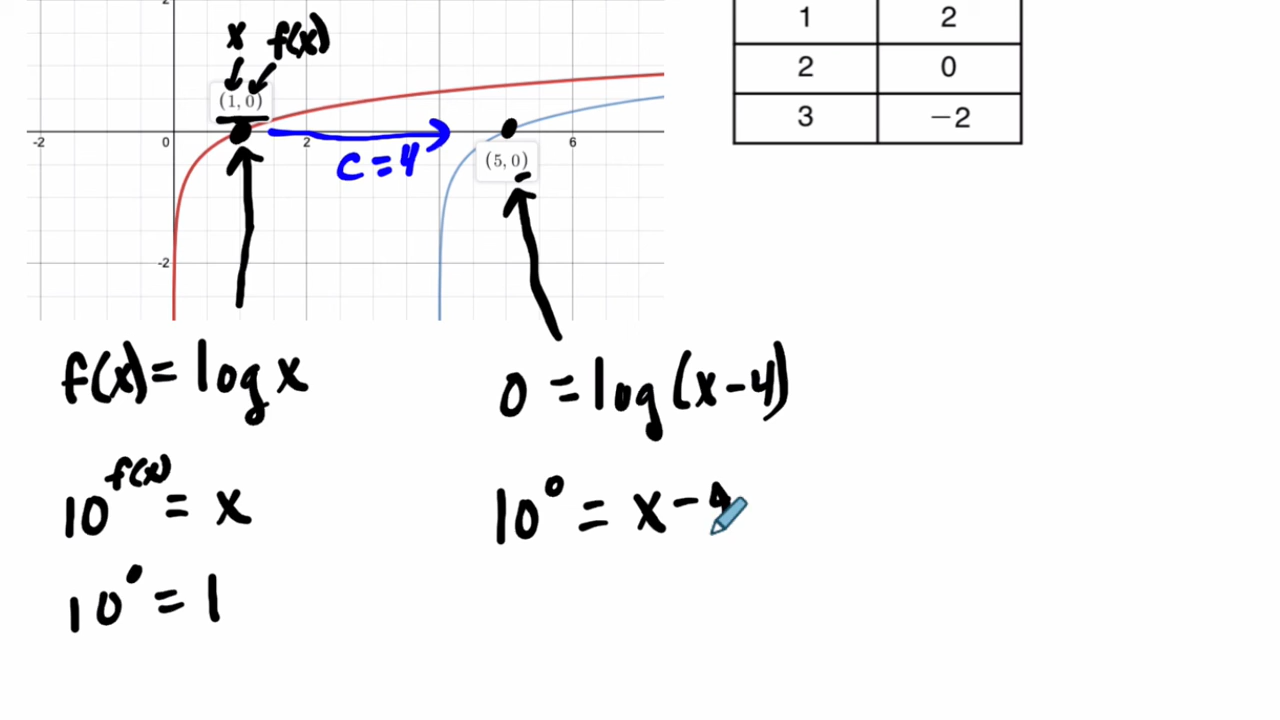 2
x f(x)
(1, 0)
-2 0 2 6
c = 4
(5, 0)
-2
1 2
2 0
3 −2
f(x) = log x
0 = log(x-4)
10^f(x) = x
10^0 = x - 4
10^0 = 1